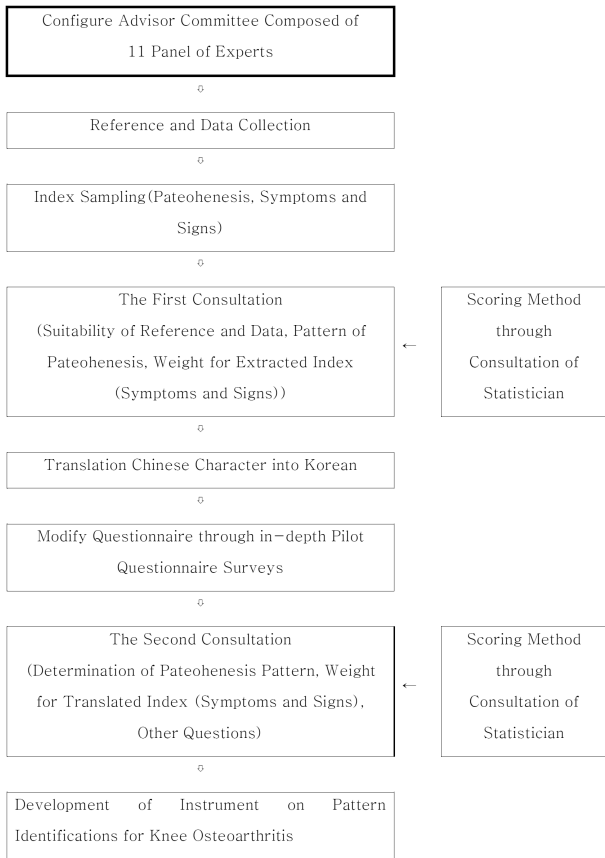 Configure Advisor Committee Composed of
11 Panel of Experts
⇩
Reference and Data Collection
⇩
Index Sampling(Pateohenesis, Symptoms and
Signs)
⇩
The First Consultation
(Suitability of Reference and Data, Pattern of
Pateohenesis, Weight for Extracted Index
(Symptoms and Signs))
←
Scoring Method
through
Consultation of
Statistician
⇩
Translation Chinese Character into Korean
⇩
Modify Questionnaire through in-depth Pilot
Questionnaire Surveys
⇩
The Second Consultation
(Determination of Pateohenesis Pattern, Weight
for Translated Index (Symptoms and Signs),
Other Questions)
←
Scoring Method
through
Consultation of
Statistician
⇩
Development of Instrument on Pattern
Identifications for Knee Osteoarthritis